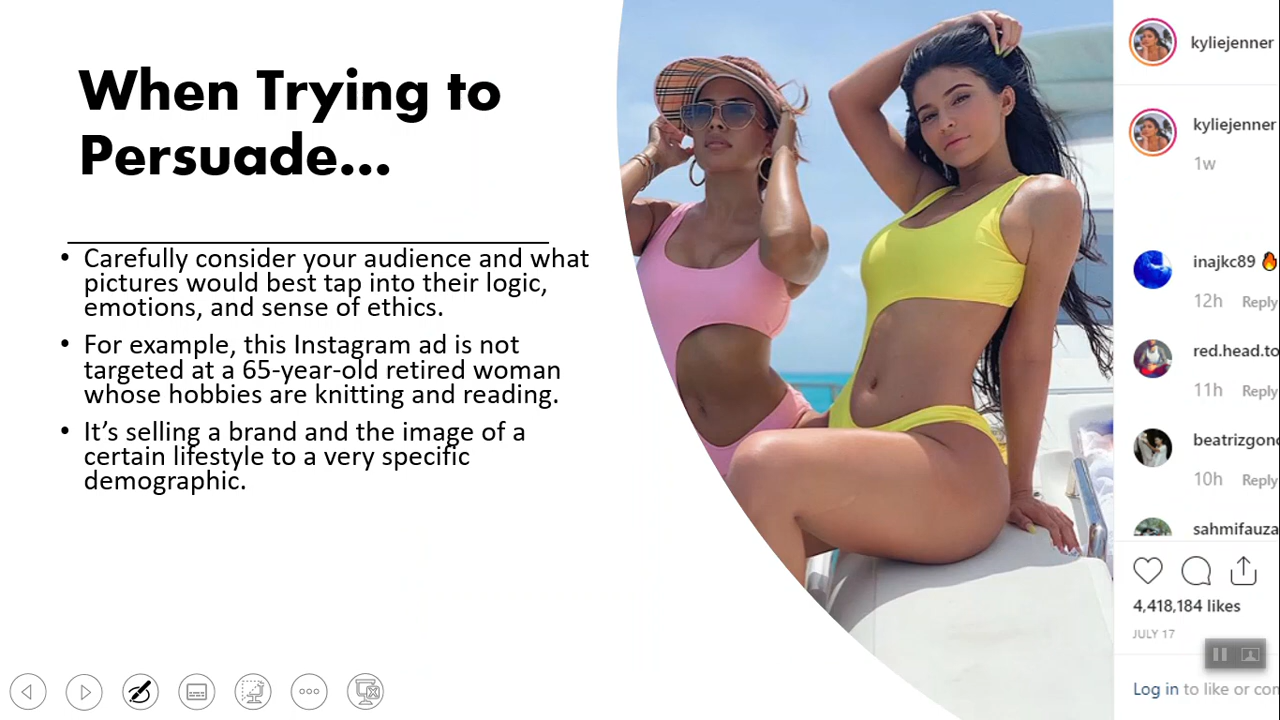 When Trying to
Persuade...
• Carefully consider your audience and what
pictures would best tap into their logic,
emotions, and sense of ethics.
• For example, this Instagram ad is not
targeted at a 65-year-old retired woman
whose hobbies are knitting and reading.
• It’s selling a brand and the image of a
certain lifestyle to a very specific
demographic.
kyliejenner
kyliejenner
1w
inajkc89 🔥
12h Reply
red.head.to
11h Reply
beatrizgon
10h Reply
sahmifauza
4,418,184 likes
JULY 17
Log in to like or com